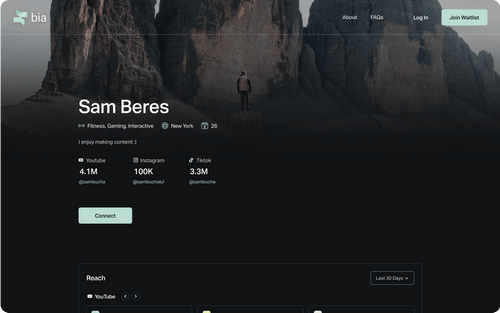 bia
About FAQs Log In Join Waitlist
Sam Beres
Fitness, Gaming, Interactive New York 26
I enjoy making content :)
Youtube Instagram Tiktok
4.1M 100K 3.3M
@sambucha @sambuchalol @sambucha
Connect
Reach Last 30 Days
YouTube